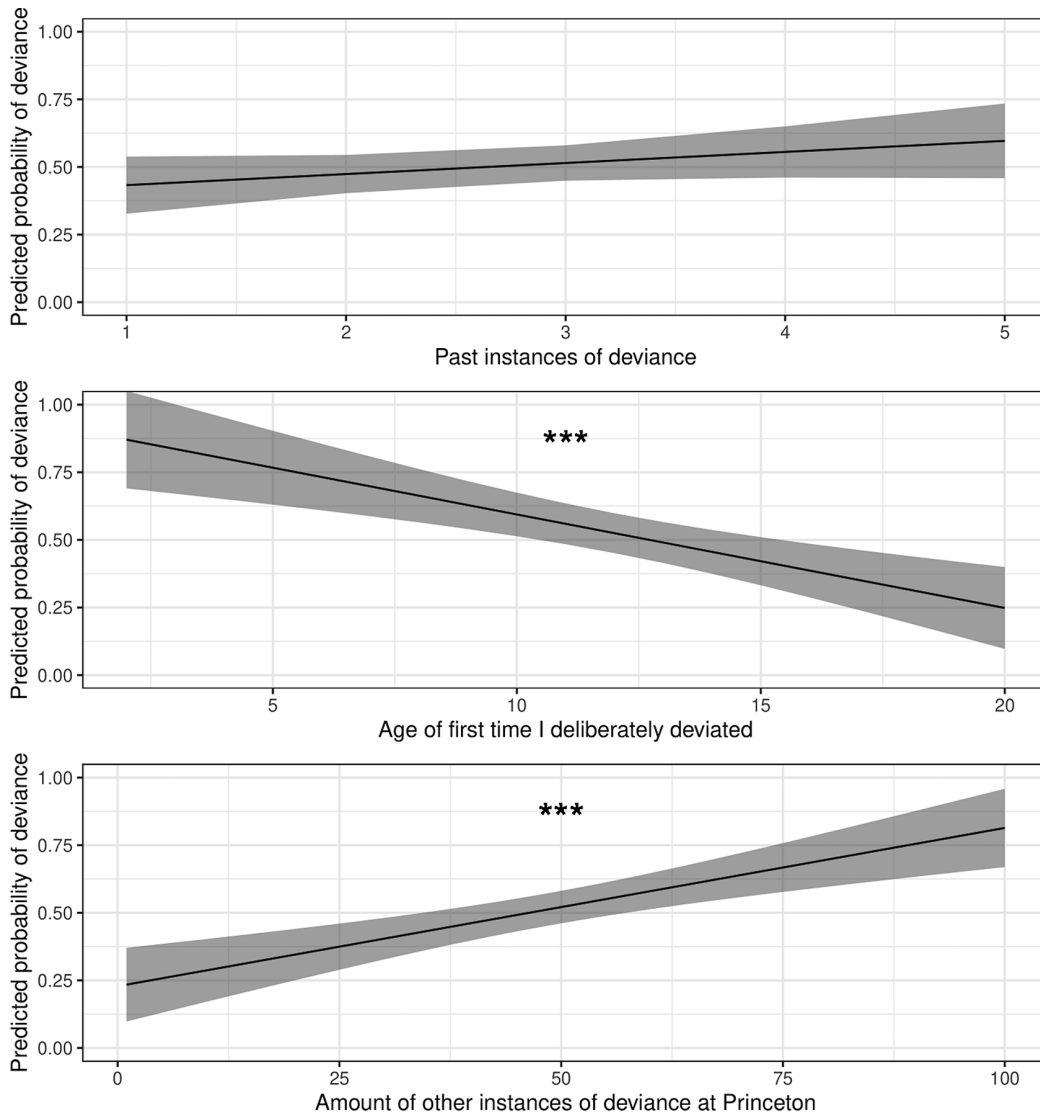 Predicted probability of deviance
1.00
0.75
0.50
0.25
0.00
1 2 3 4 5
Past instances of deviance
Predicted probability of deviance
1.00
0.75
0.50
0.25
0.00
***
5 10 15 20
Age of first time I deliberately deviated
Predicted probability of deviance
1.00
0.75
0.50
0.25
0.00
***
0 25 50 75 100
Amount of other instances of deviance at Princeton